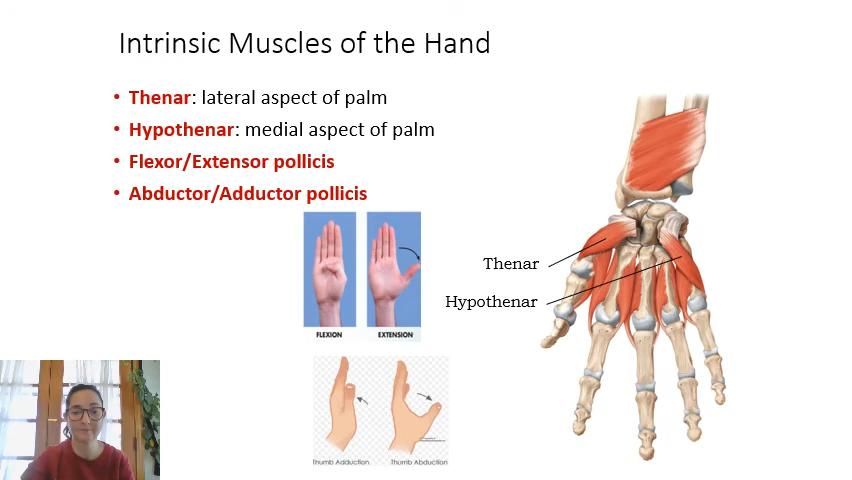 Intrinsic Muscles of the Hand
• Thenar: lateral aspect of palm
• Hypothenar: medial aspect of palm
• Flexor/Extensor pollicis
• Abductor/Adductor pollicis
Thenar
Hypothenar
FLEXION
EXTENSION
Thumb Adduction
Thumb Abduction